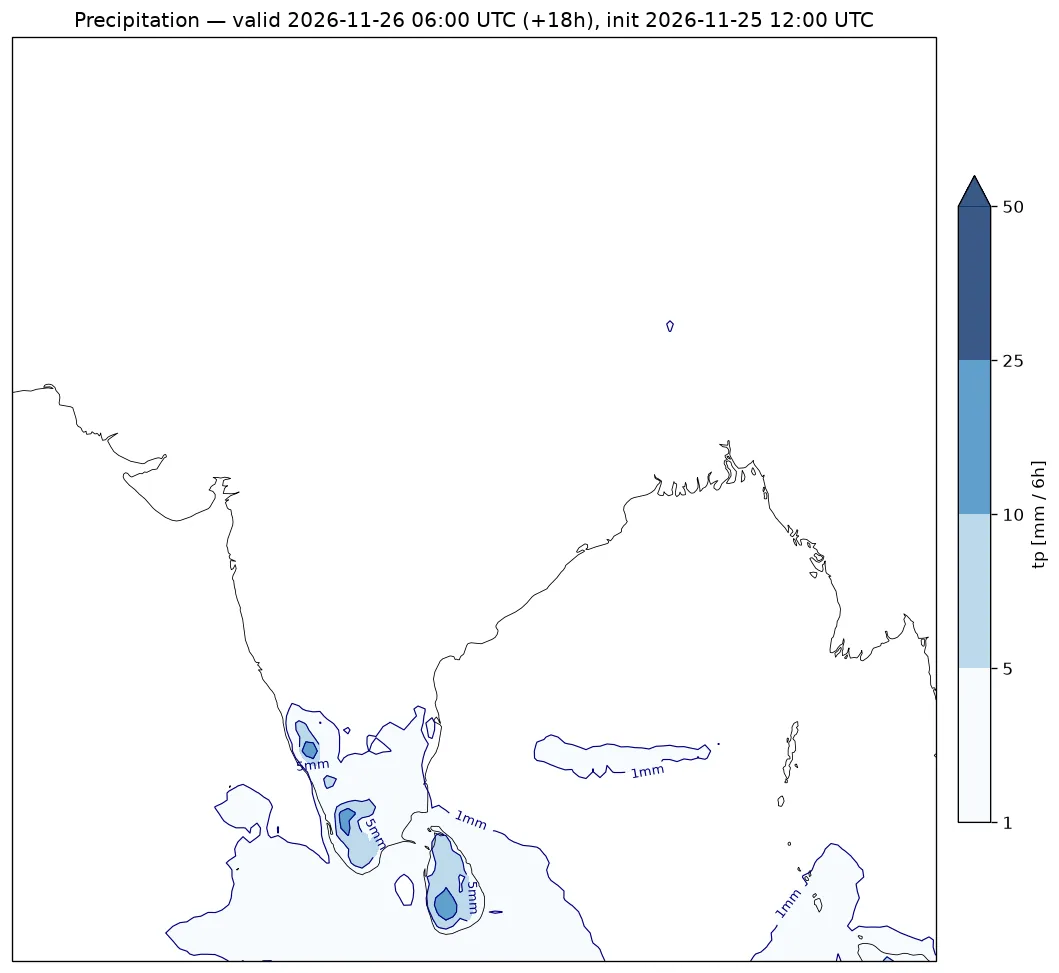 Precipitation — valid 2026-11-26 06:00 UTC (+18h), init 2026-11-25 12:00 UTC
50
25
10
5
1
tp [mm / 6h]
5mm
1mm
1mm
5mm
5mm
1mm